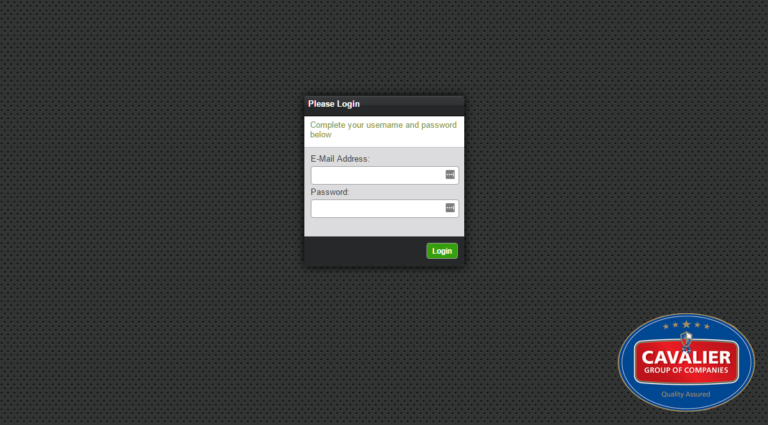 Please Login
Complete your username and password
below
E-Mail Address:
Password:
Login
CAVALIER
GROUP OF COMPANIES
Quality Assured